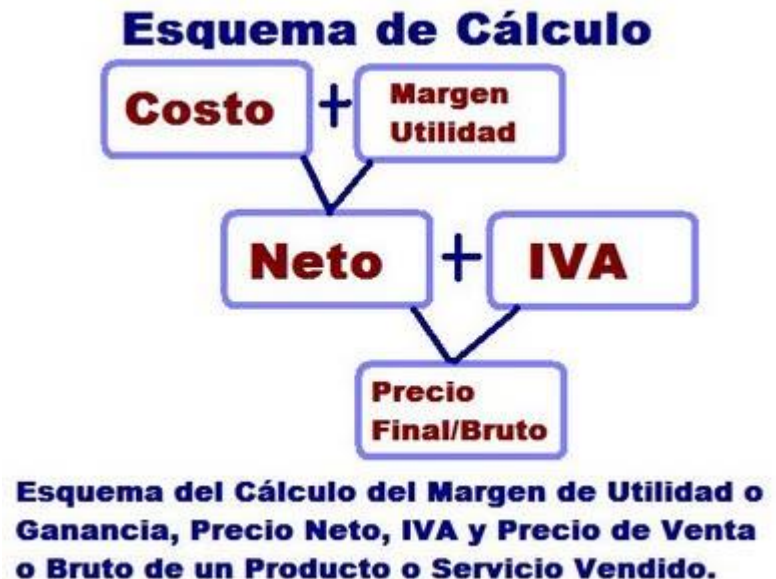 Esquema de Cálculo
Costo + Margen
Utilidad
Neto + IVA
Precio
Final/Bruto
Esquema del Cálculo del Margen de Utilidad o
Ganancia, Precio Neto, IVA y Precio de Venta
o Bruto de un Producto o Servicio Vendido.